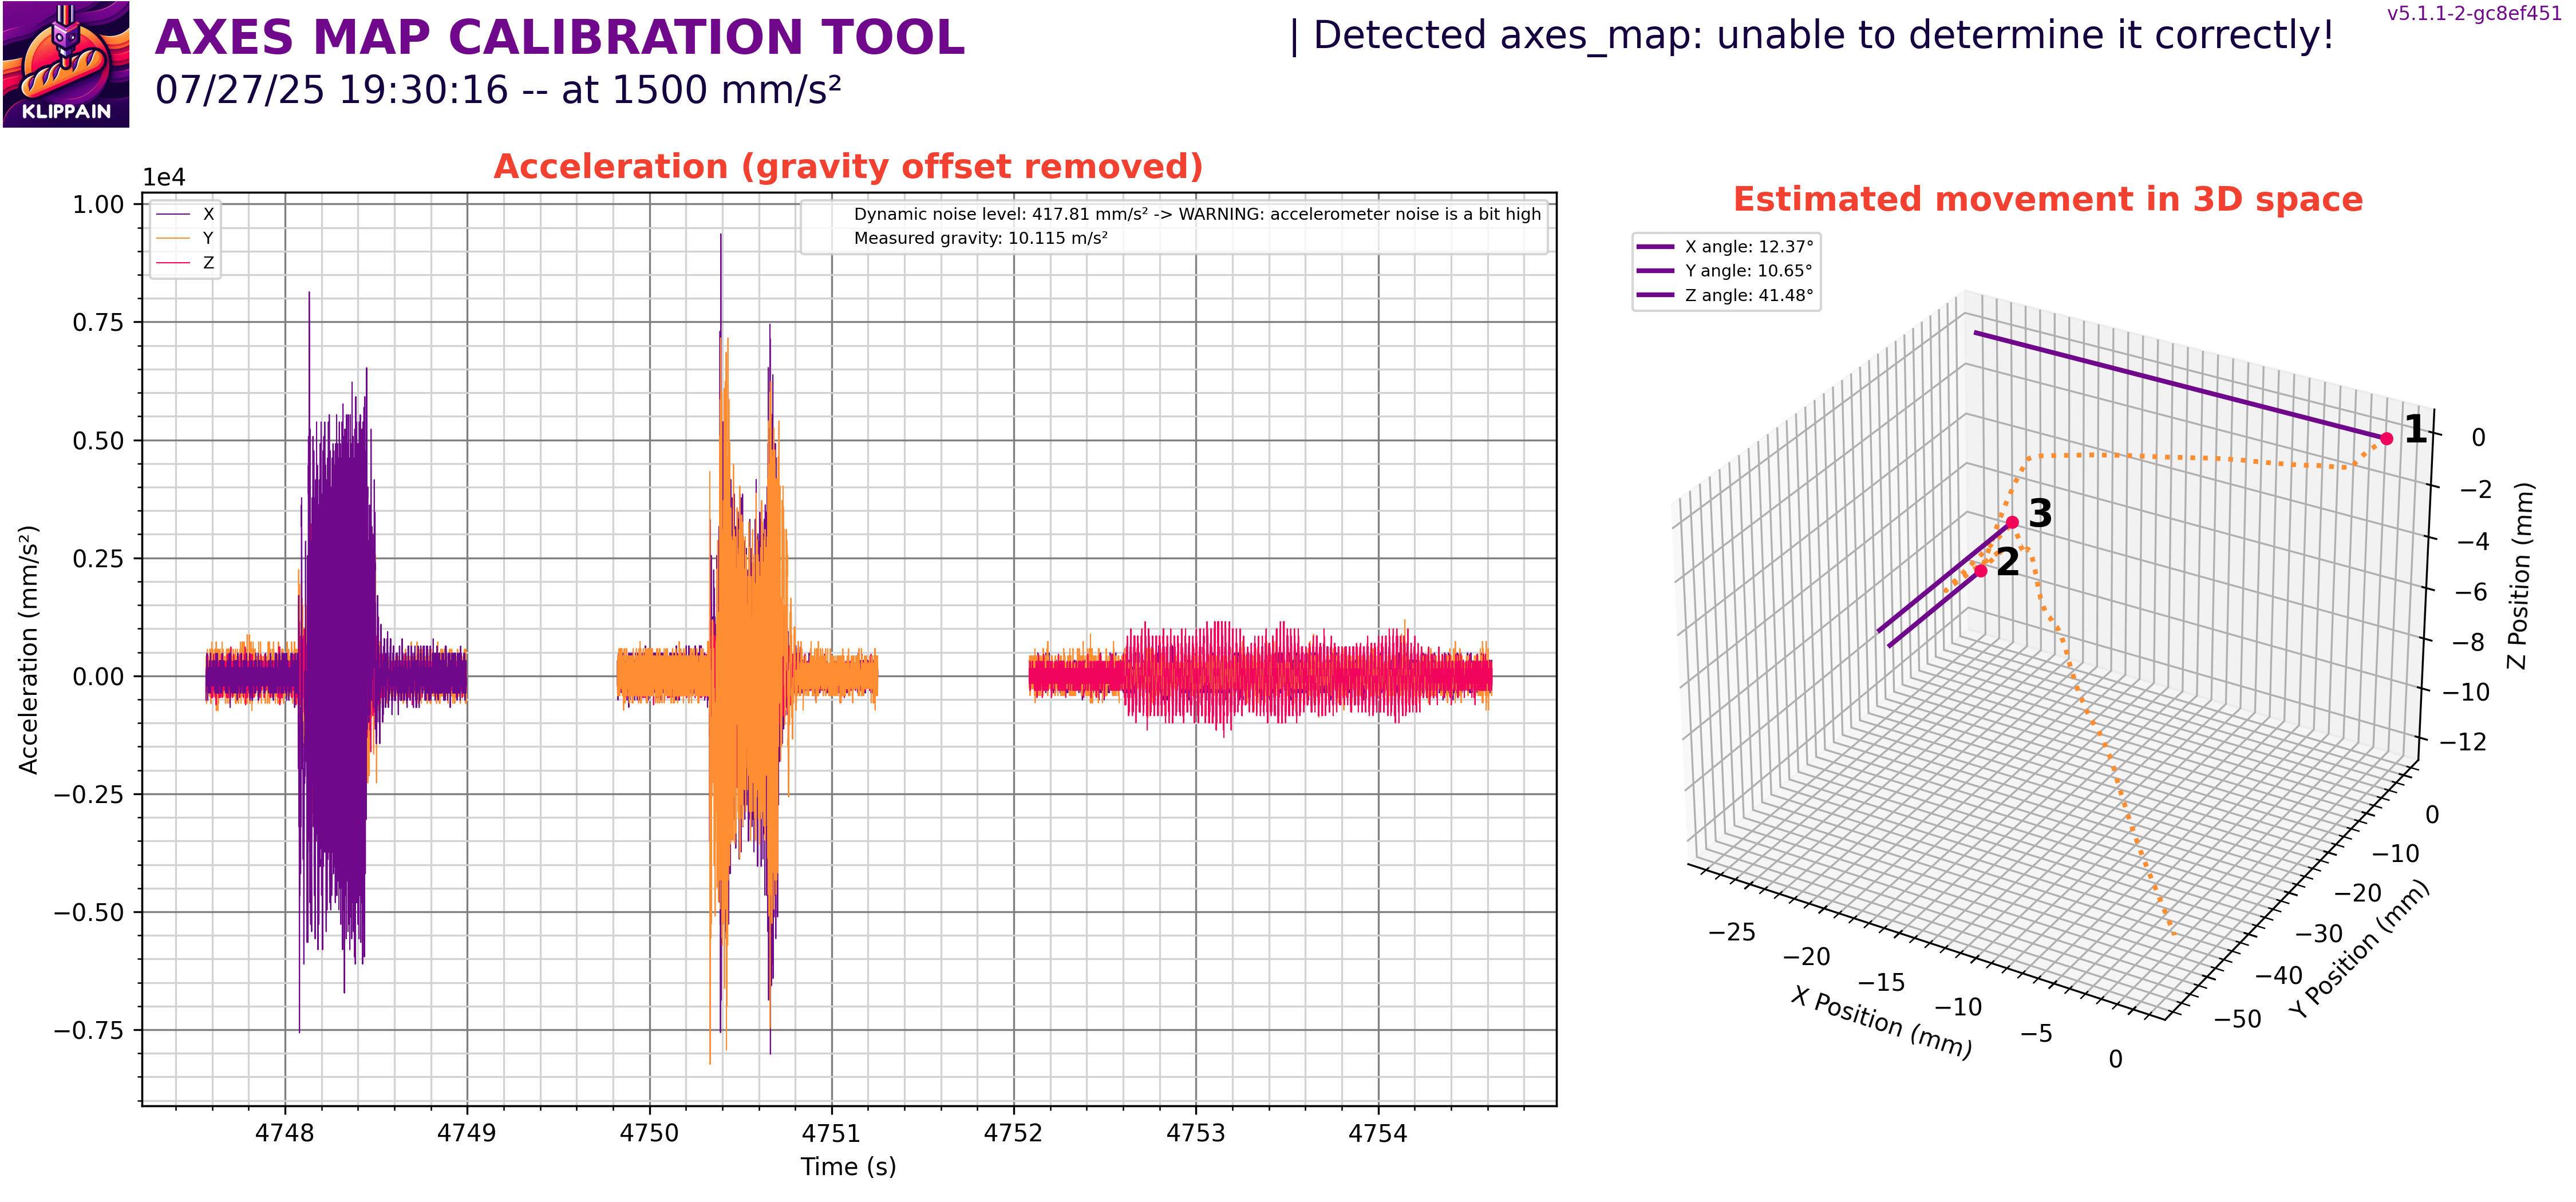 KLIPPAIN
AXES MAP CALIBRATION TOOL
07/27/25 19:30:16 -- at 1500 mm/s²
| Detected axes_map: unable to determine it correctly!
v5.1.1-2-gc8ef451
Acceleration (gravity offset removed)
1e4
X
Y
Z
Dynamic noise level: 417.81 mm/s² -> WARNING: accelerometer noise is a bit high
Measured gravity: 10.115 m/s²
1.00
0.75
0.50
0.25
0.00
−0.25
−0.50
−0.75
Acceleration (mm/s²)
4748
4749
4750
4751
4752
4753
4754
Time (s)
Estimated movement in 3D space
X angle: 12.37°
Y angle: 10.65°
Z angle: 41.48°
1
3
2
0
−2
−4
−6
−8
−10
−12
Z Position (mm)
0
−10
−20
−30
−40
−50
Y Position (mm)
−25
−20
−15
−10
−5
0
X Position (mm)